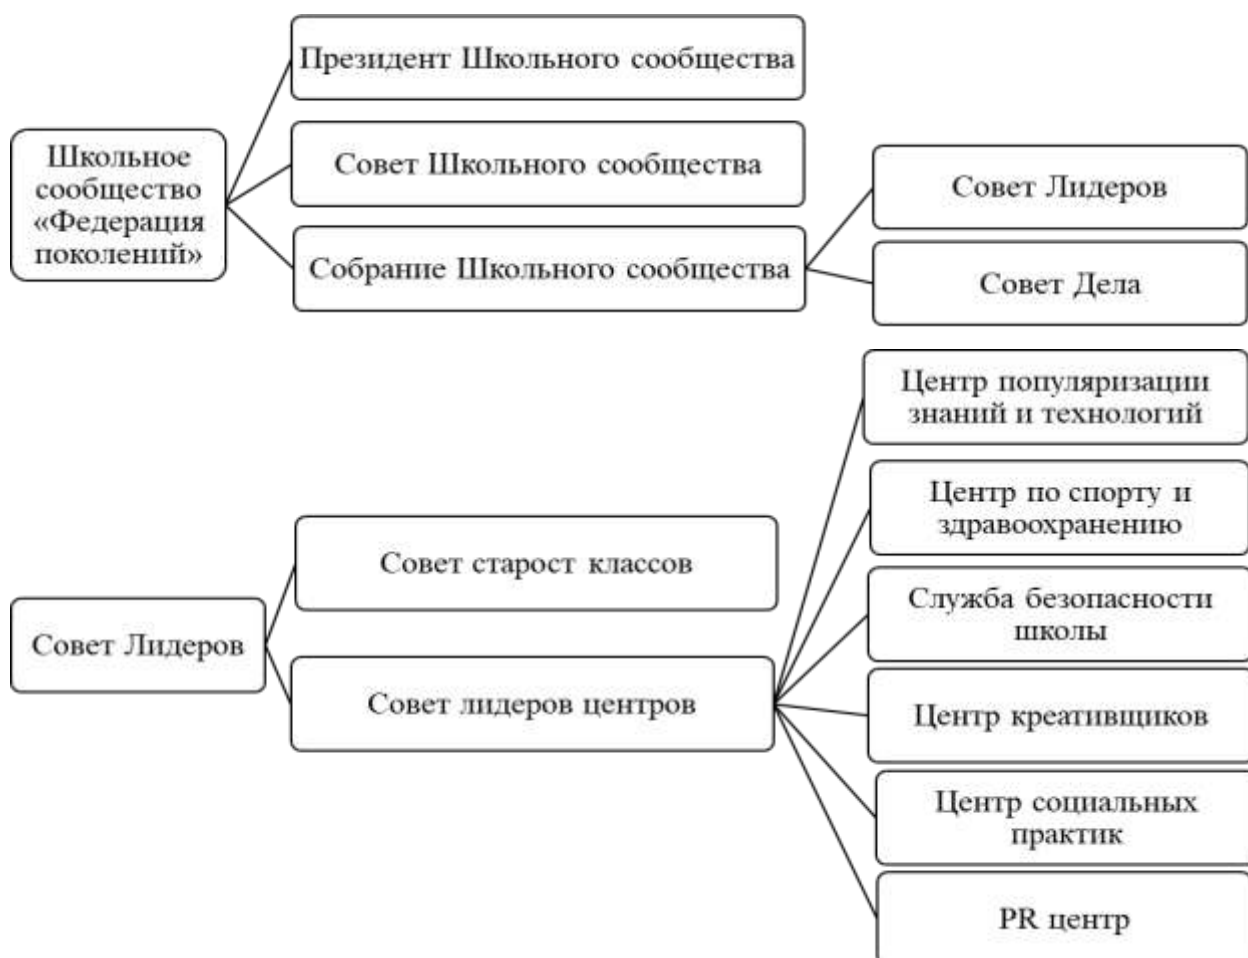 Президент Школьного сообщества
Школьное
сообщество
«Федерация
поколений»
Совет Школьного сообщества
Собрание Школьного сообщества
Совет Лидеров
Совет Дела
Центр популяризации
знаний и технологий
Центр по спорту и
здравоохранению
Совет старост классов
Служба безопасности
школы
Совет Лидеров
Совет лидеров центров
Центр креативщиков
Центр социальных
практик
PR центр